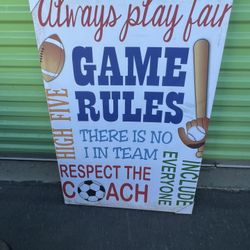 Always play fair
GAME
RULES
HIGH FIVE
THERE IS NO
I IN TEAM
INCLUDE
EVERYONE
RESPECT THE
COACH